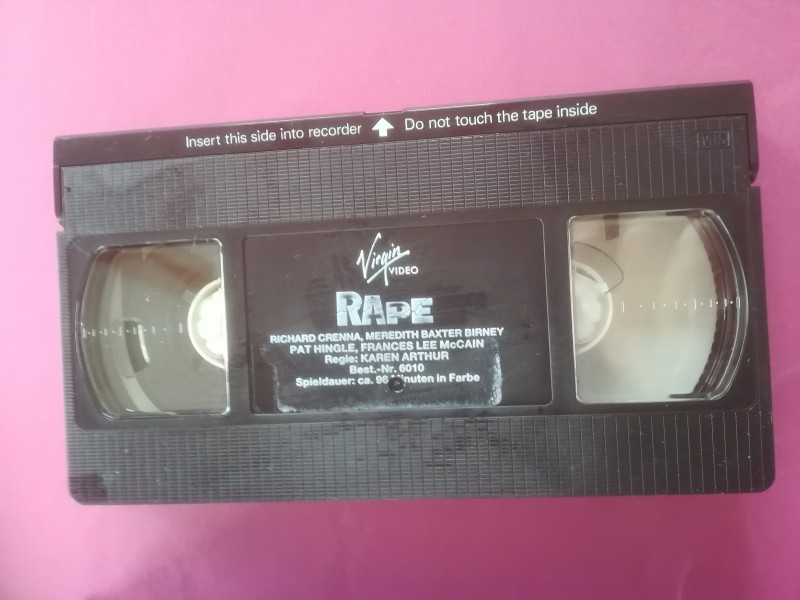 Insert this side into recorder Do not touch the tape inside
VHS
Virgin
VIDEO
RAPE
RICHARD CRENNA, MEREDITH BAXTER BIRNEY
PAT HINGLE, FRANCES LEE McCAIN
Regie: KAREN ARTHUR
Best.-Nr. 6010
Spieldauer: ca. 96 Minuten in Farbe